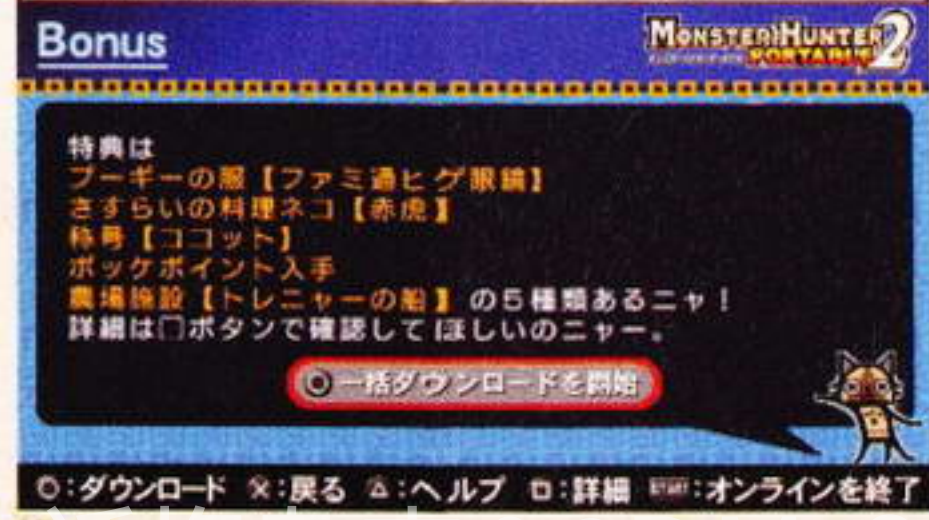 Bonus
MONSTER HUNTER
PORTABLE 2
特典は
プーギーの服【ファミ通ヒゲ眼鏡】
さすらいの料理ネコ【赤虎】
称号【ココット】
ポッケポイント入手
農場施設【トレニャーの船】の5種類あるニャ!
詳細は□ボタンで確認してほしいのニャー。
◎一括ダウンロードを開始
◎:ダウンロード ⊗:戻る △:ヘルプ □:詳細 START:オンラインを終了